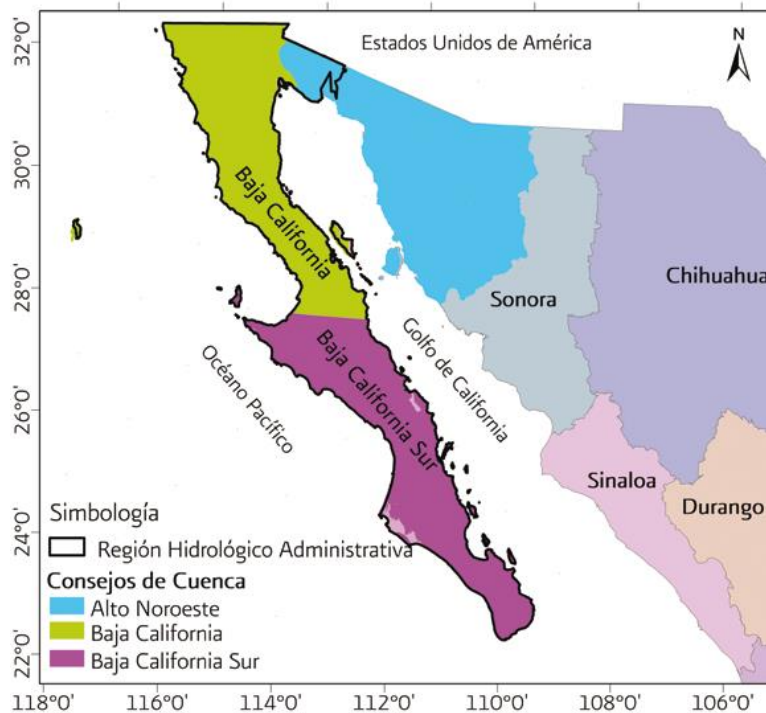 32°0'
30°0'
28°0'
26°0'
24°0'
22°0'
Estados Unidos de América
N
Baja California
Chihuahua
Sonora
Golfo de California
Baja California Sur
Océano Pacífico
Sinaloa
Durango
Simbología
Región Hidrológico Administrativa
Consejos de Cuenca
Alto Noroeste
Baja California
Baja California Sur
118°0' 116°0' 114°0' 112°0' 110°0' 108°0' 106°0'